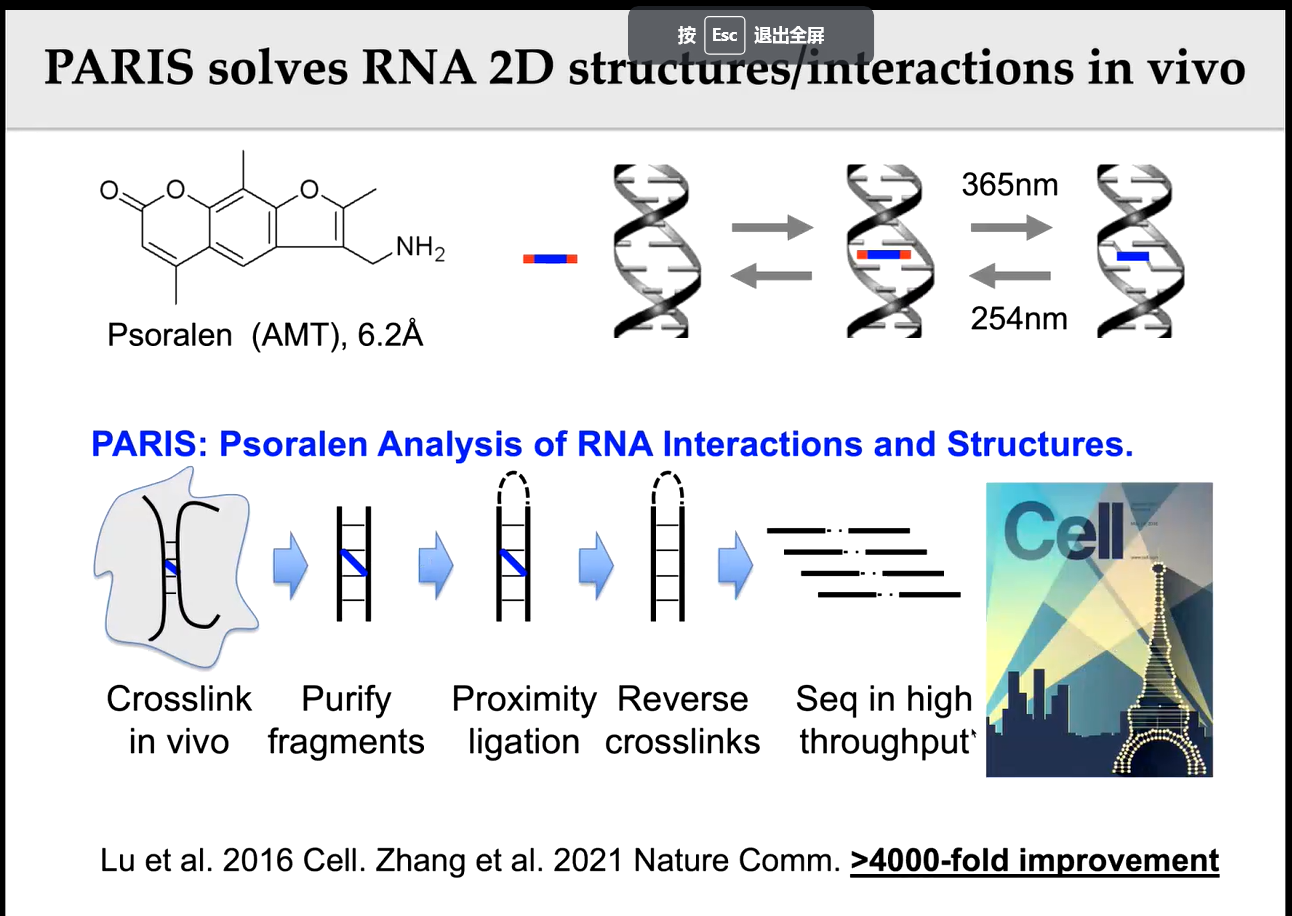 按 Esc 退出全屏
PARIS solves RNA 2D structures/interactions in vivo
O
O
O
NH2
Psoralen (AMT), 6.2Å
365nm
254nm
PARIS: Psoralen Analysis of RNA Interactions and Structures.
Cell
Crosslink
in vivo
Purify
fragments
Proximity
ligation
Reverse
crosslinks
Seq in high
throughput
Lu et al. 2016 Cell. Zhang et al. 2021 Nature Comm. >4000-fold improvement